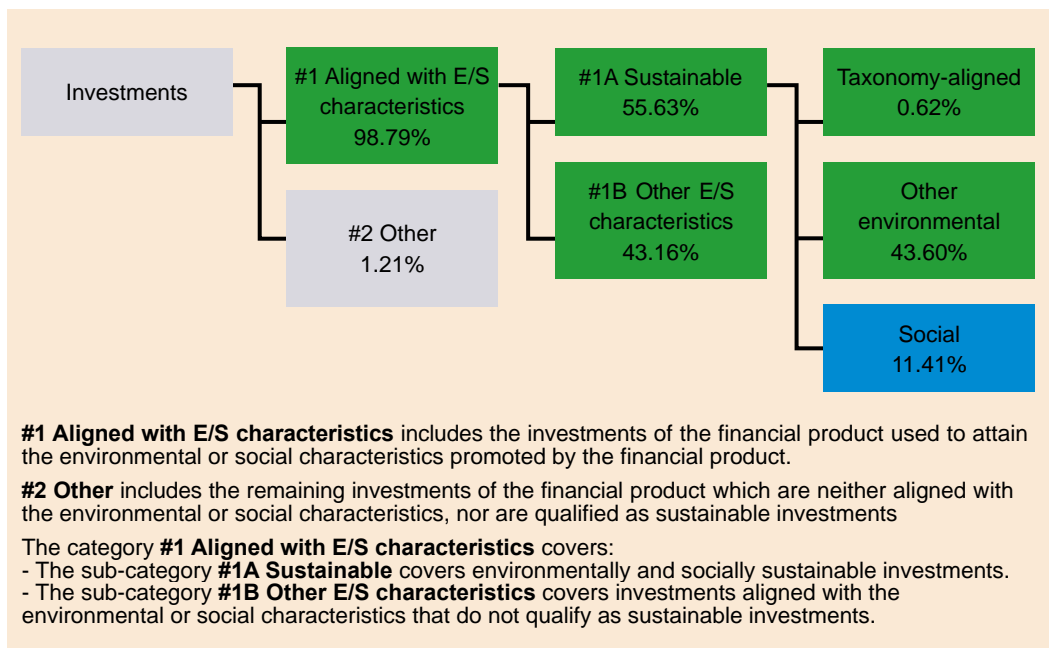 Investments
#1 Aligned with E/S
characteristics
98.79%
#2 Other
1.21%
#1A Sustainable
55.63%
#1B Other E/S
characteristics
43.16%
Taxonomy-aligned
0.62%
Other
environmental
43.60%
Social
11.41%
#1 Aligned with E/S characteristics includes the investments of the financial product used to attain
the environmental or social characteristics promoted by the financial product.
#2 Other includes the remaining investments of the financial product which are neither aligned with
the environmental or social characteristics, nor are qualified as sustainable investments
The category #1 Aligned with E/S characteristics covers:
- The sub-category #1A Sustainable covers environmentally and socially sustainable investments.
- The sub-category #1B Other E/S characteristics covers investments aligned with the
environmental or social characteristics that do not qualify as sustainable investments.